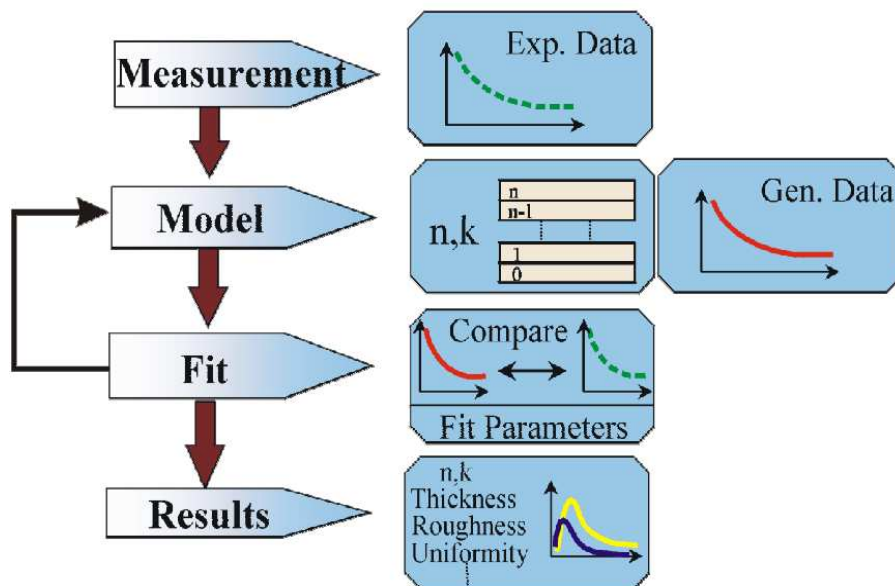 Measurement
Exp. Data
Model
n,k
n
n-1
1
0
Gen. Data
Fit
Compare
Fit Parameters
Results
n,k
Thickness
Roughness
Uniformity